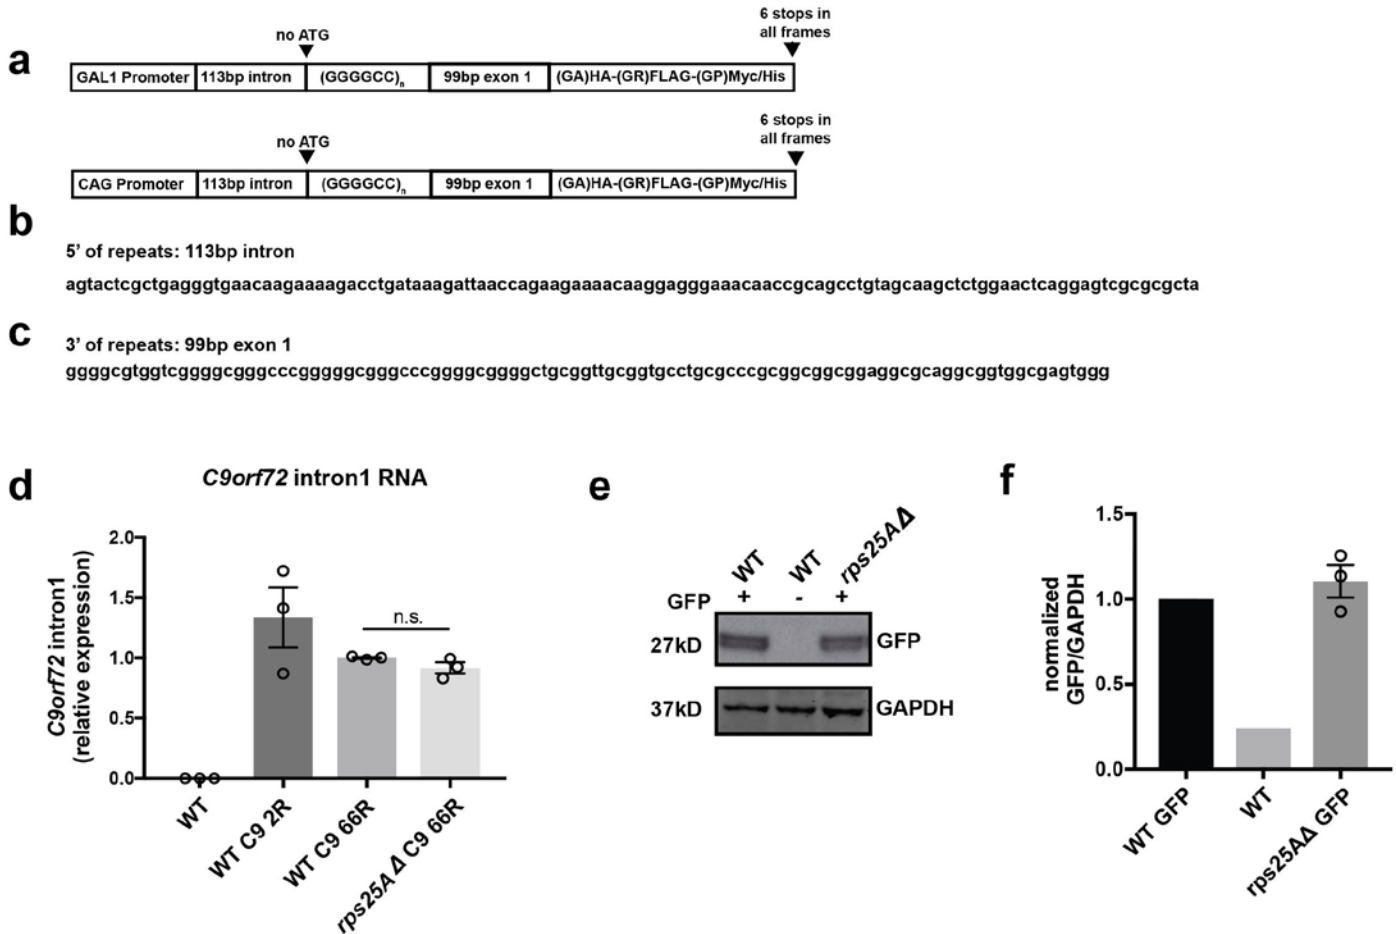 a
no ATG
6 stops in
all frames
GAL1 Promoter 113bp intron (GGGGCC)n 99bp exon 1 (GA)HA-(GR)FLAG-(GP)Myc/His
no ATG
6 stops in
all frames
CAG Promoter 113bp intron (GGGGCC)n 99bp exon 1 (GA)HA-(GR)FLAG-(GP)Myc/His
b
5' of repeats: 113bp intron
agtactcgctgagggtgaacaagaaaagacctgataaagattaaccagaagaaaacaaggagggaaacaaccgcagcctgtagcaagctctggaactcaggagtcgcgcgcta
c
3' of repeats: 99bp exon 1
ggggcgtggtcggggcgggcccgggggcgggcccggggcggggctgcggttgcggtgcctgcgcccgcggcggcggaggcgcaggcggtggcgagtggg
d
C9orf72 intron1 RNA
C9orf72 intron1
(relative expression)
2.0
1.5
1.0
0.5
0.0
n.s.
WT
WT C9 2R
WT C9 66R
rps25A Δ C9 66R
e
WT WT rps25AΔ
GFP + - +
27kD GFP
37kD GAPDH
f
normalized
GFP/GAPDH
1.5
1.0
0.5
0.0
WT GFP
WT
rps25AΔ GFP